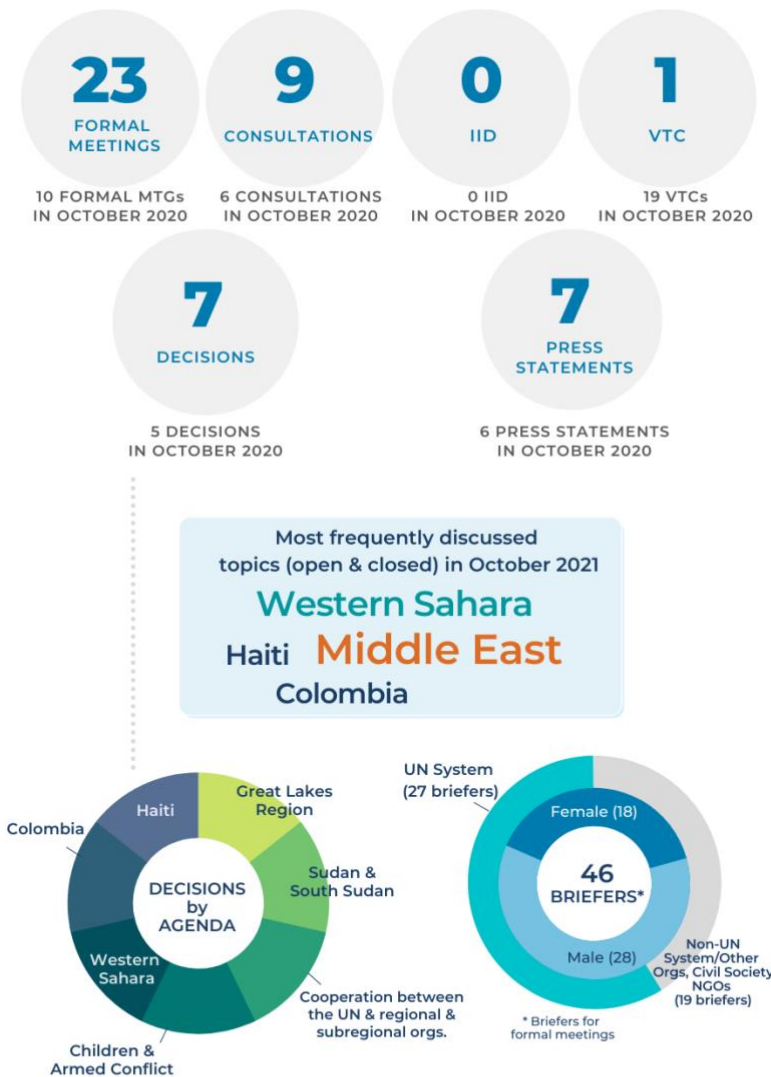 23
FORMAL
MEETINGS
10 FORMAL MTGs
IN OCTOBER 2020
9
CONSULTATIONS
6 CONSULTATIONS
IN OCTOBER 2020
0
IID
0 IID
IN OCTOBER 2020
1
VTC
19 VTCs
IN OCTOBER 2020
7
DECISIONS
5 DECISIONS
IN OCTOBER 2020
7
PRESS
STATEMENTS
6 PRESS STATEMENTS
IN OCTOBER 2020
Most frequently discussed
topics (open & closed) in October 2021
Western Sahara
Haiti Middle East
Colombia
Haiti
Great Lakes
Region
Colombia
Sudan &
South Sudan
DECISIONS
by
AGENDA
Western
Sahara
Cooperation between
the UN & regional &
subregional orgs.
Children &
Armed Conflict
UN System
(27 briefers)
Female (18)
46
BRIEFERS*
Male (28)
Non-UN
System/Other
Orgs, Civil Society
NGOs
(19 briefers)
* Briefers for
formal meetings